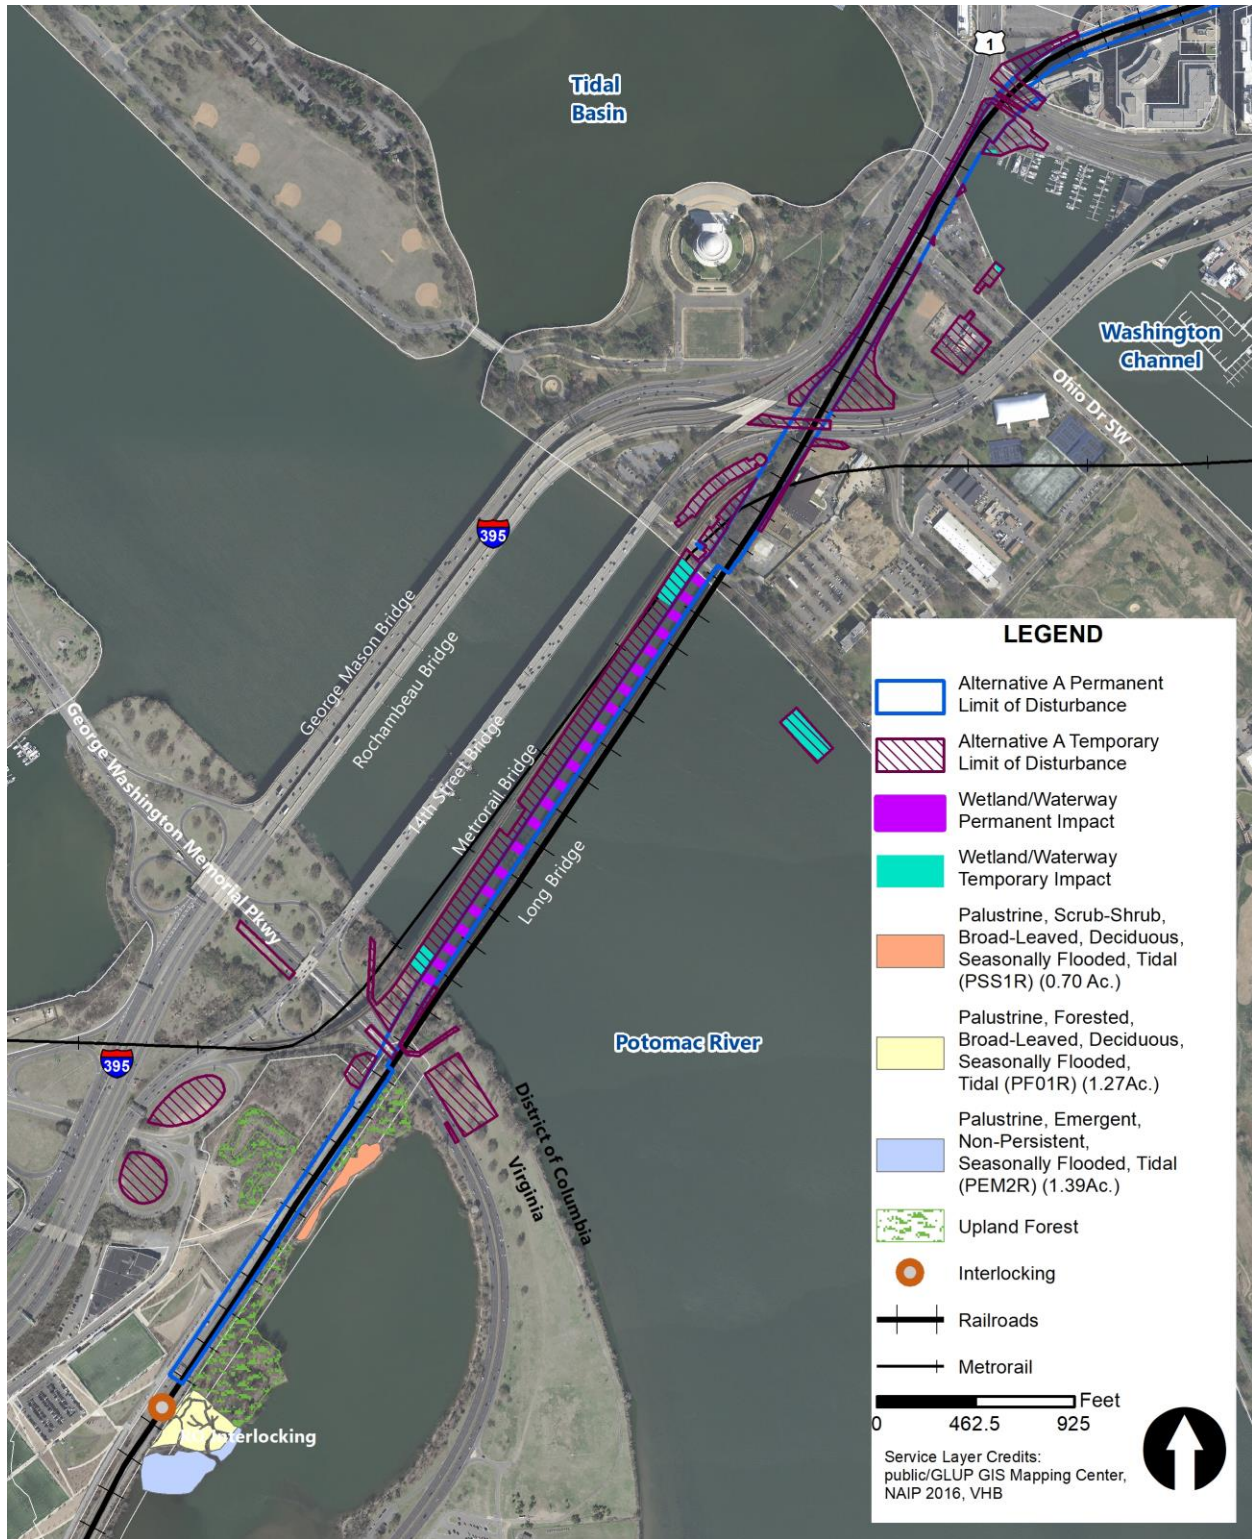 1
Tidal
Basin
Washington
Channel
Ohio Dr SW
395
George Mason Bridge
Rochambeau Bridge
14th Street Bridge
Metrorail Bridge
Long Bridge
George Washington Memorial Pkwy
Potomac River
395
District of Columbia
Virginia
Interlocking
LEGEND
Alternative A Permanent
Limit of Disturbance
Alternative A Temporary
Limit of Disturbance
Wetland/Waterway
Permanent Impact
Wetland/Waterway
Temporary Impact
Palustrine, Scrub-Shrub,
Broad-Leaved, Deciduous,
Seasonally Flooded, Tidal
(PSS1R) (0.70 Ac.)
Palustrine, Forested,
Broad-Leaved, Deciduous,
Seasonally Flooded,
Tidal (PF01R) (1.27Ac.)
Palustrine, Emergent,
Non-Persistent,
Seasonally Flooded, Tidal
(PEM2R) (1.39Ac.)
Upland Forest
Interlocking
Railroads
Metrorail
Feet
0 462.5 925
Service Layer Credits:
public/GLUP GIS Mapping Center,
NAIP 2016, VHB